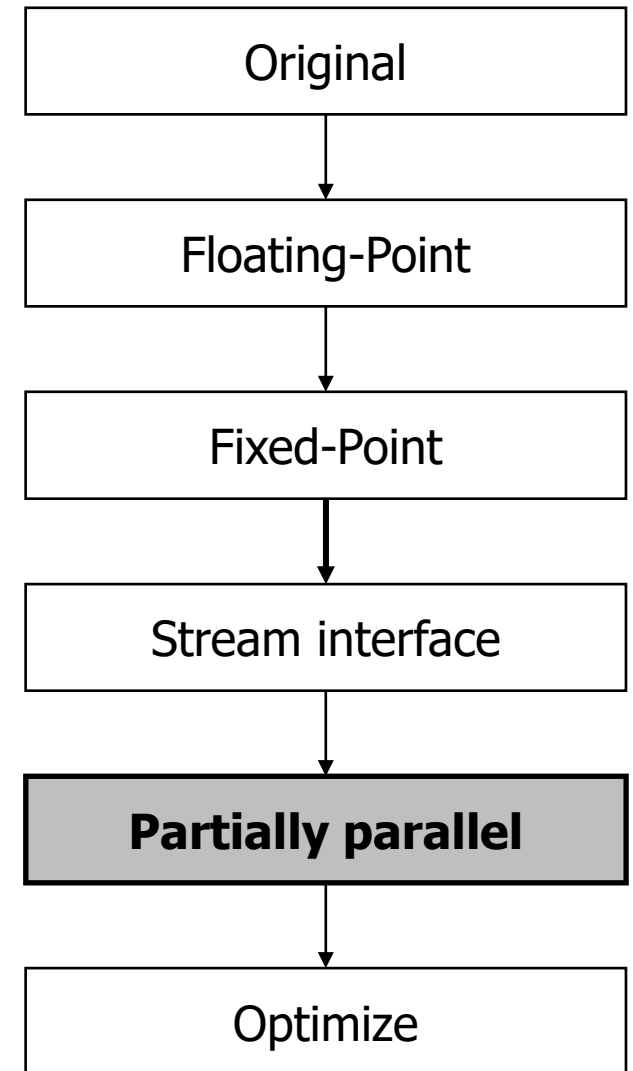 Original
Floating-Point
Fixed-Point
Stream interface
Partially parallel
Optimize